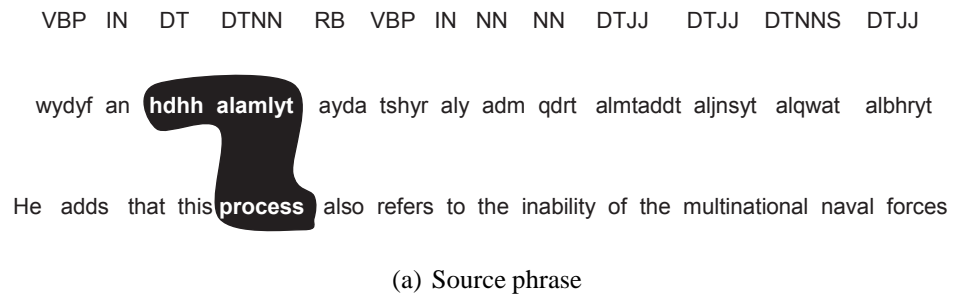 VBP IN DT DTNN RB VBP IN NN NN DTJJ DTJJ DTNNS DTJJ
wydyf an hdhh alamlyt ayda tshyr aly adm qdrt almtaddt aljnsyt alqwat albhryt
He adds that this process also refers to the inability of the multinational naval forces
(a) Source phrase